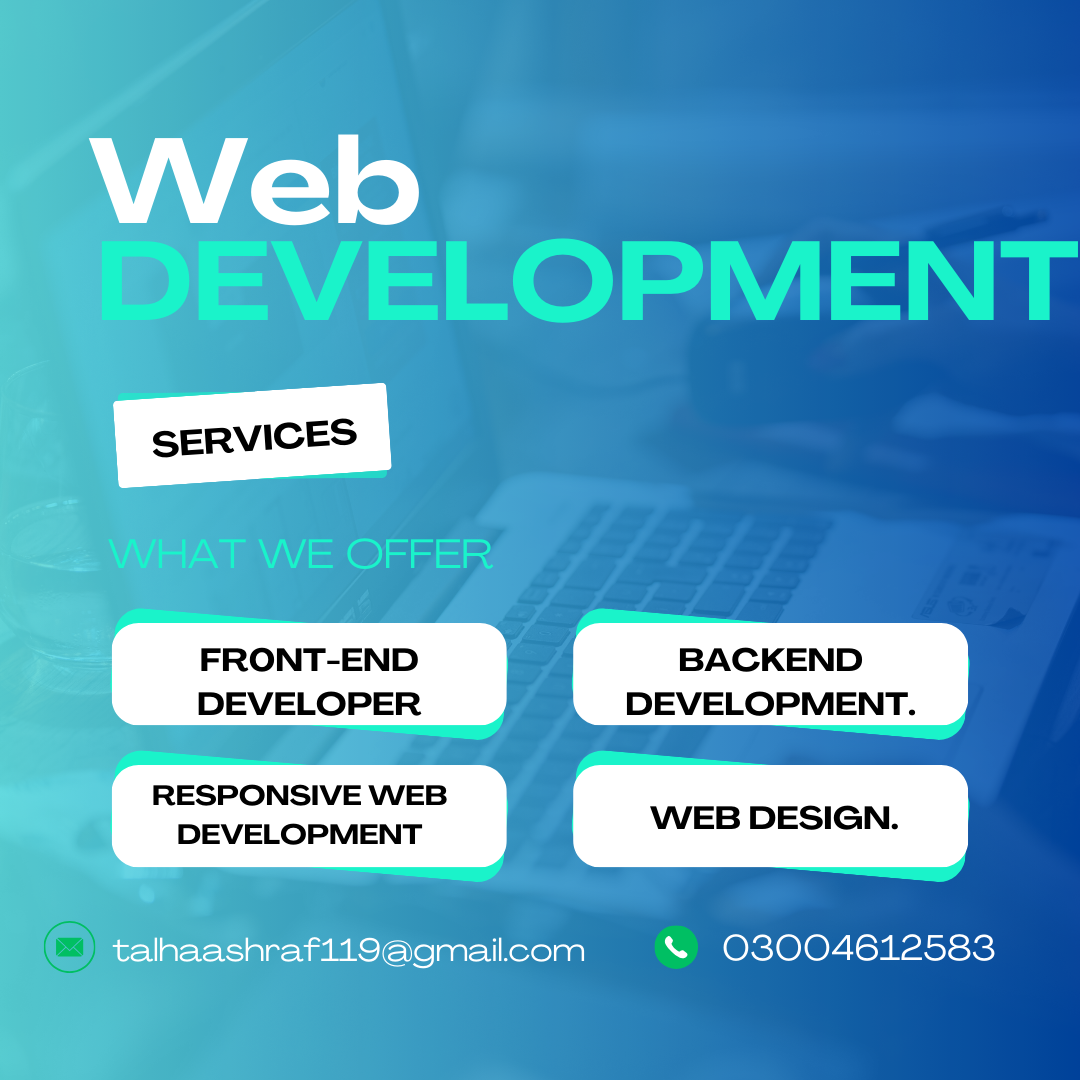 Web
DEVELOPMENT
SERVICES
WHAT WE OFFER
FRONT-END
DEVELOPER
BACKEND
DEVELOPMENT.
RESPONSIVE WEB
DEVELOPMENT
WEB DESIGN.
talhaashraf119@gmail.com
03004612583